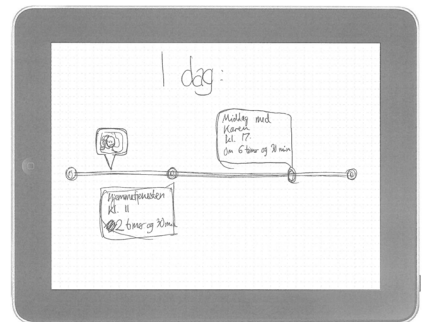 I dag:
Middag med
Karen
kl. 17
om 6 timer og 30 min
Hjemmetjenesten
kl. 11
2 timer og 30 min